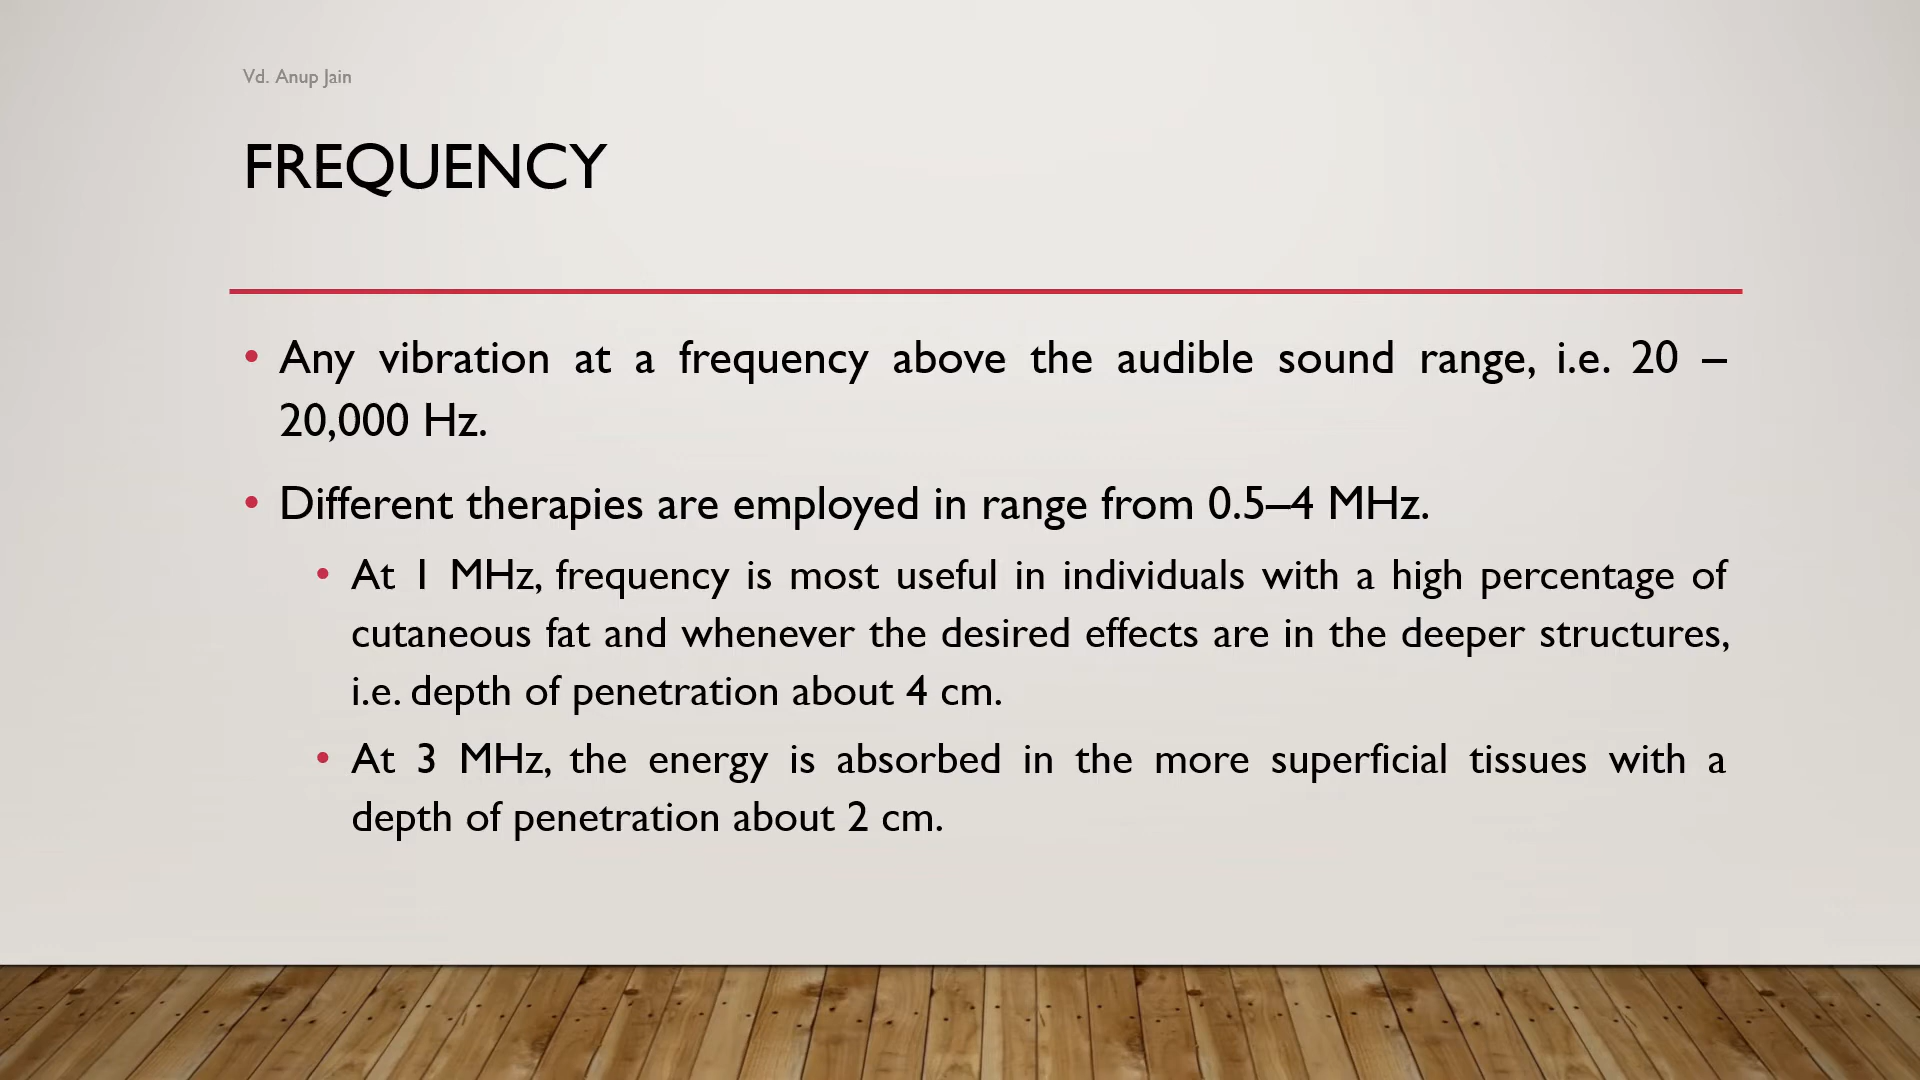 Vd. Anup Jain
FREQUENCY
• Any vibration at a frequency above the audible sound range, i.e. 20 –
20,000 Hz.
• Different therapies are employed in range from 0.5–4 MHz.
• At 1 MHz, frequency is most useful in individuals with a high percentage of
cutaneous fat and whenever the desired effects are in the deeper structures,
i.e. depth of penetration about 4 cm.
• At 3 MHz, the energy is absorbed in the more superficial tissues with a
depth of penetration about 2 cm.